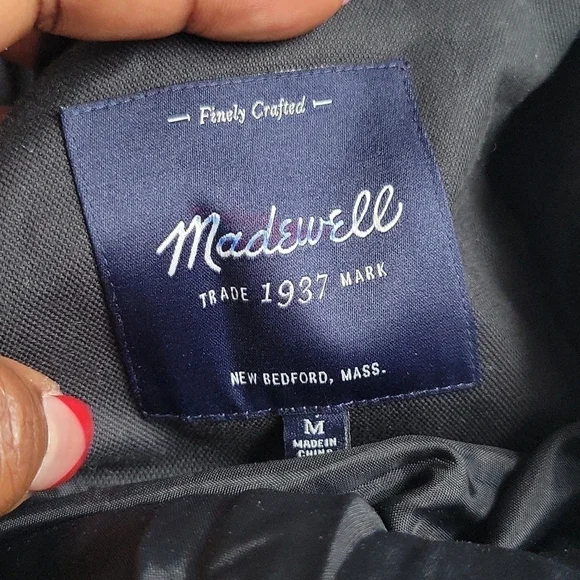 Finely Crafted
Madewell
TRADE 1937 MARK
NEW BEDFORD, MASS.
M
MADE IN
CHINA